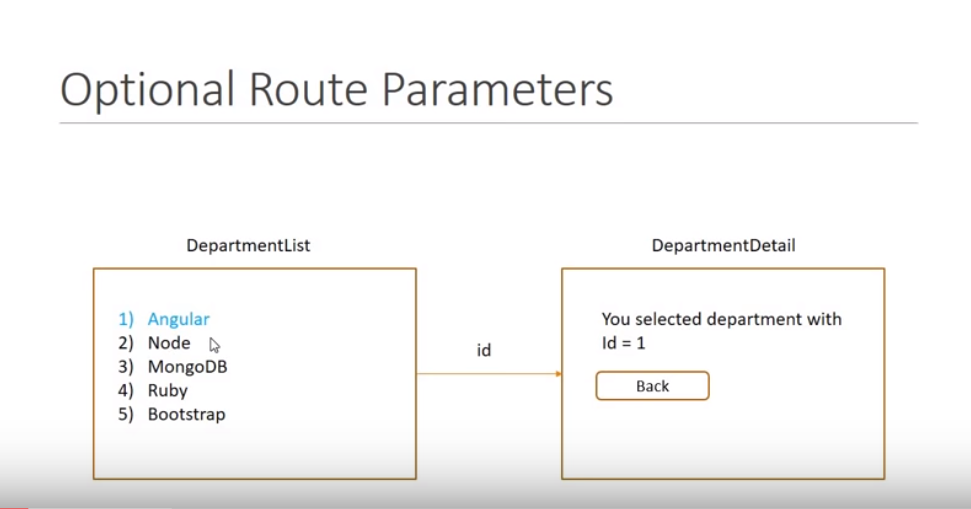 Optional Route Parameters
DepartmentList
1) Angular
2) Node
3) MongoDB
4) Ruby
5) Bootstrap
id
DepartmentDetail
You selected department with
Id = 1
Back